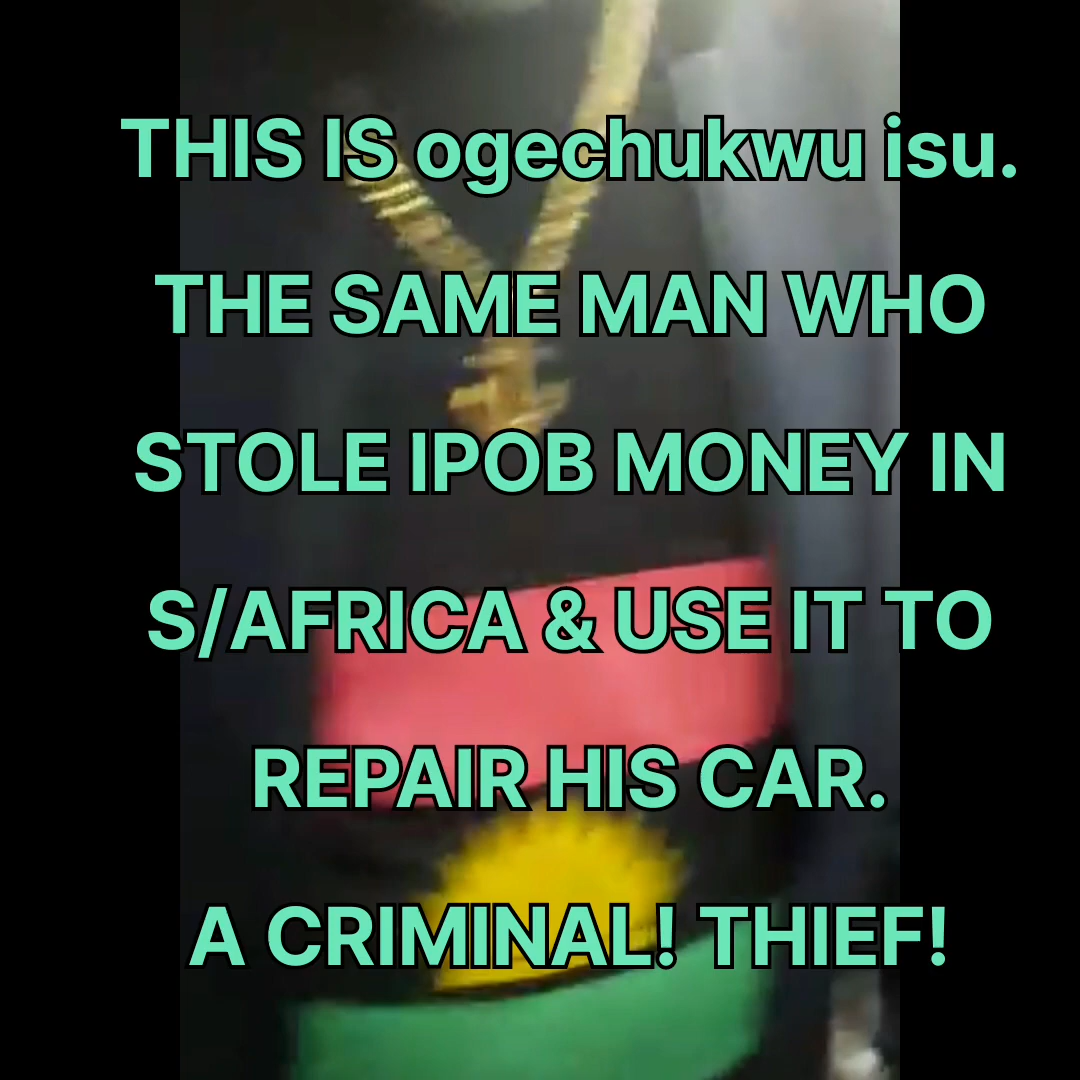 THIS IS ogechukwu isu.
THE SAME MAN WHO
STOLE IPOB MONEY IN
S/AFRICA & USE IT TO
REPAIR HIS CAR.
A CRIMINAL! THIEF!